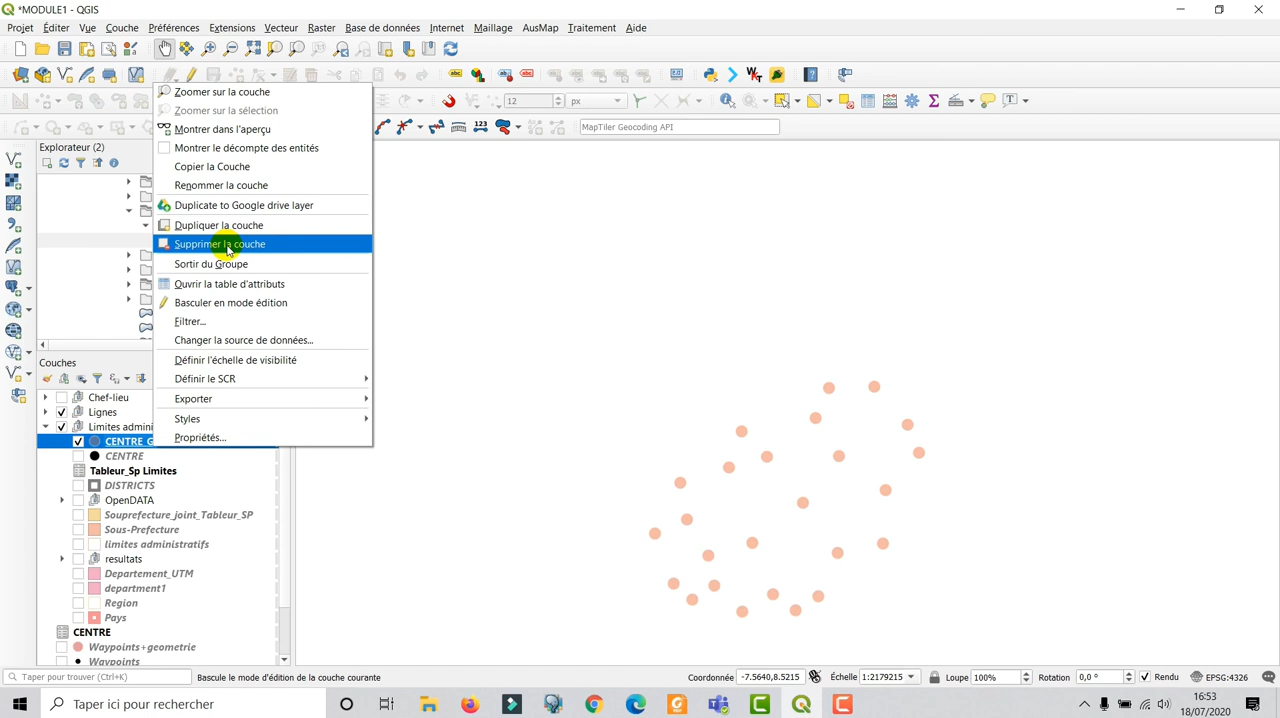 *MODULE1 - QGIS
Projet Éditer Vue Couche Préférences Extensions Vecteur Raster Base de données Internet Maillage AusMap Traitement Aide
12 px
MapTiler Geocoding API
Explorateur (2)
Zoomer sur la couche
Zoomer sur la sélection
Montrer dans l'aperçu
Montrer le décompte des entités
Copier la Couche
Renommer la couche
Duplicate to Google drive layer
Dupliquer la couche
Supprimer la couche
Sortir du Groupe
Ouvrir la table d'attributs
Basculer en mode édition
Filtrer...
Changer la source de données...
Définir l'échelle de visibilité
Définir le SCR
Exporter
Styles
Propriétés...
Couches
Chef-lieu
Lignes
Limites admini
CENTRE_G
CENTRE
Tableur_Sp Limites
DISTRICTS
OpenDATA
Souprefecture_joint_Tableur_SP
Sous-Prefecture
limites administratifs
resultats
Departement_UTM
department1
Region
Pays
CENTRE
Waypoints+geometrie
Waypoints
Taper pour trouver (Ctrl+K) Bascule le mode d'édition de la couche courante Coordonnée -7.5640,8.5215 Échelle 1:2179215 Loupe 100% Rotation 0,0 ° Rendu EPSG:4326
Taper ici pour rechercher
16:53
18/07/2020